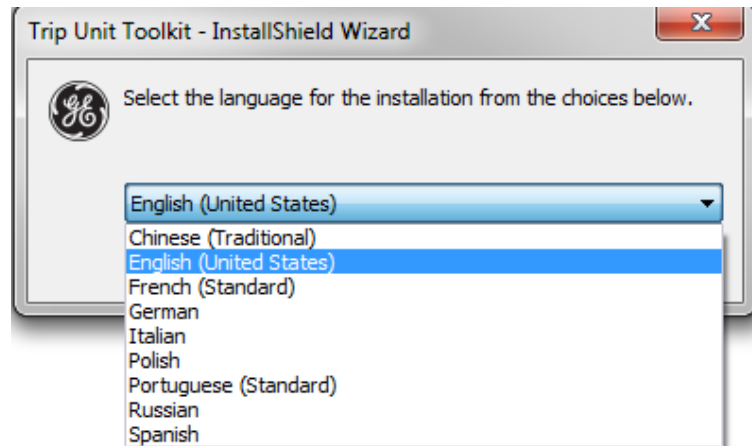 Trip Unit Toolkit - InstallShield Wizard
Select the language for the installation from the choices below.
English (United States)
Chinese (Traditional)
English (United States)
French (Standard)
German
Italian
Polish
Portuguese (Standard)
Russian
Spanish